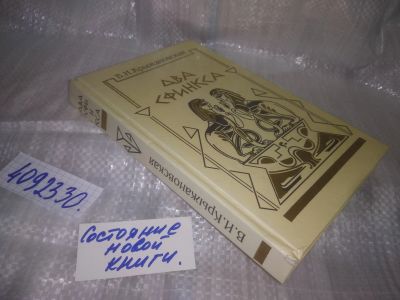 В.И.Крыжановская
ДВА
СФИНКСА
В.И.Крыжановская
4092330.
Состояние
новой
книги.